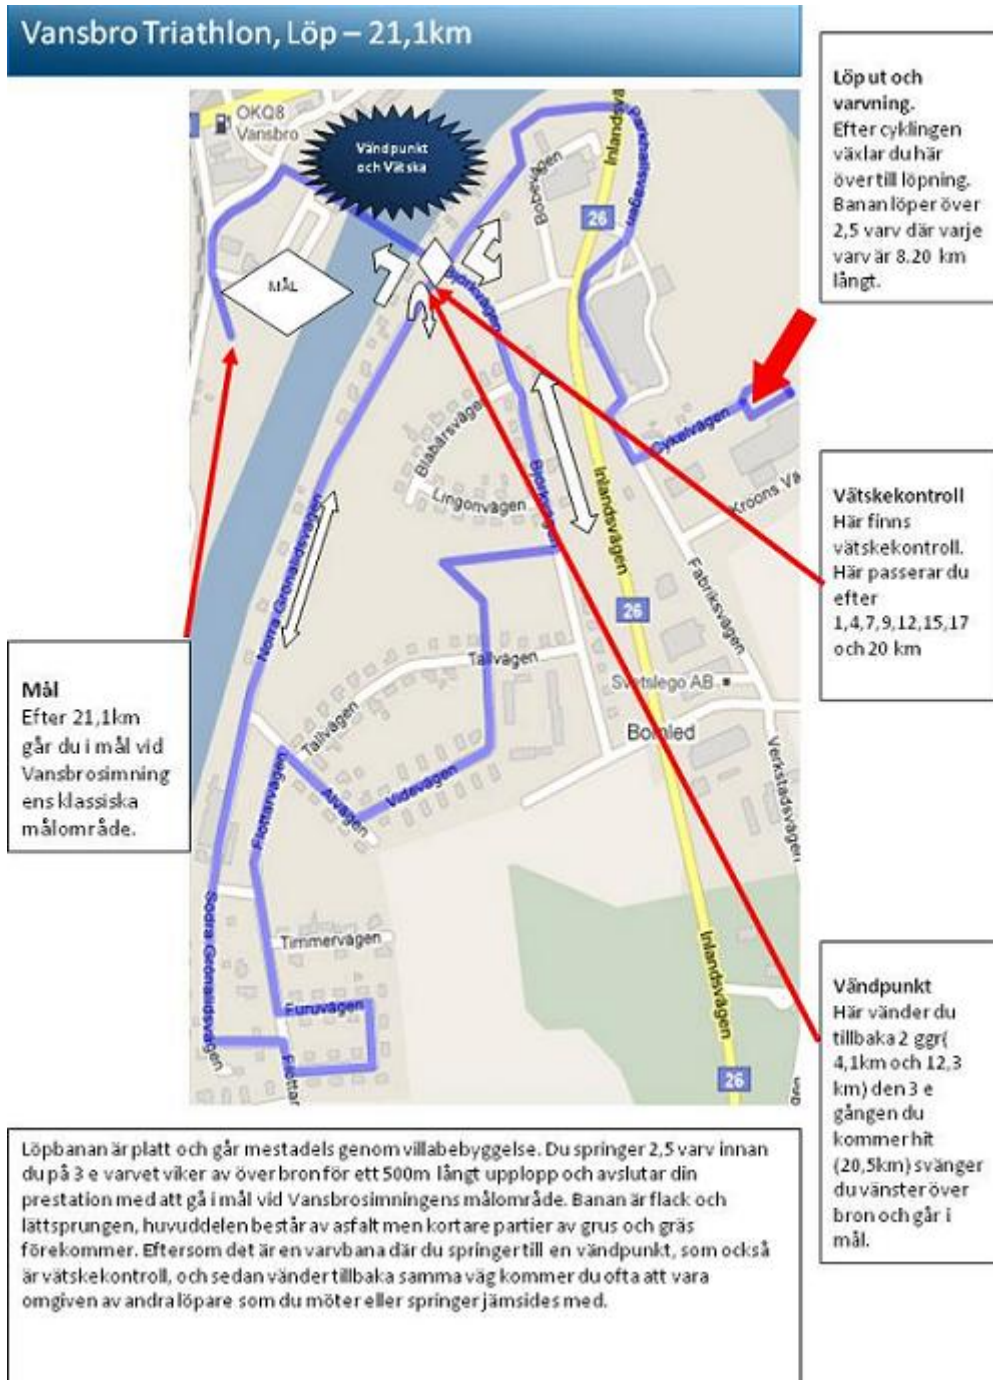 Vansbro Triathlon, Löp – 21,1km
Löp ut och
varvning.
Efter cyklingen
växlar du här
över till löpning.
Banan löper över
2,5 varv där varje
varv är 8.20 km
långt.
OKQ8
Vansbro
Vändpunkt
och Vätska
MÅL
Inlandsvä
Parkallsvägen
Bobevägen
26
Björkvägen
Blåbärsvägen
Lingonvägen
Björkvägen
Inlandsvägen
Cykelvägen
Kroons Vä
Fabriksvägen
Norra Grönalidsvägen
26
Tallvägen
Svetslego AB
Tallvägen
Bomled
Verkstadsvägen
Videvägen
Alvägen
Flottarvägen
Södra Grönalidsvägen
Timmervägen
Furuvägen
Flottar
Inlandsvägen
26
Vätskekontroll
Här finns
vätskekontroll.
Här passerar du
efter
1,4,7,9,12,15,17
och 20 km
Mål
Efter 21,1km
går du i mål vid
Vansbrosimning
ens klassiska
målområde.
Vändpunkt
Här vänder du
tillbaka 2 ggr(
4,1km och 12,3
km) den 3 e
gången du
kommer hit
(20,5km) svänger
du vänster över
bron och går i
mål.
Löpbanan är platt och går mestadels genom villabebyggelse. Du springer 2,5 varv innan
du på 3 e varvet viker av över bron för ett 500m långt upplopp och avslutar din
prestation med att gå i mål vid Vansbrosimningens målområde. Banan är flack och
lättsprungen, huvuddelen består av asfalt men kortare partier av grus och gräs
förekommer. Eftersom det är en varvbana där du springer till en vändpunkt, som också
är vätskekontroll, och sedan vänder tillbaka samma väg kommer du ofta att vara
omgiven av andra löpare som du möter eller springer jämsides med.